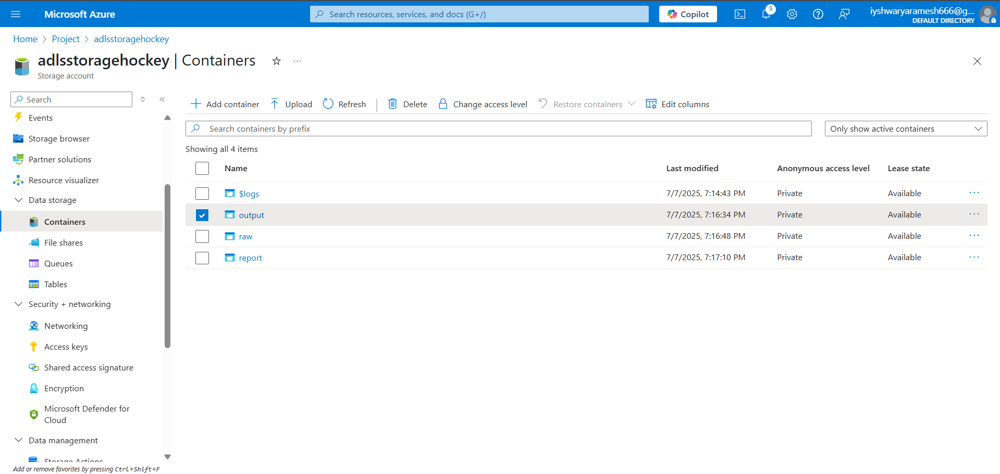 Microsoft Azure
Search resources, services, and docs (G+/)
Copilot
9
iyshwaryaramesh666@g...
DEFAULT DIRECTORY
Home > Project > adlsstoragehockey
adlsstoragehockey | Containers
Storage account
Search
Events
Storage browser
Partner solutions
Resource visualizer
Data storage
Containers
File shares
Queues
Tables
Security + networking
Networking
Access keys
Shared access signature
Encryption
Microsoft Defender for
Cloud
Data management
Storage Actions
Add or remove favorites by pressing Ctrl+Shift+F
Add container Upload Refresh Delete Change access level Restore containers Edit columns
Search containers by prefix
Only show active containers
Showing all 4 items
Name Last modified Anonymous access level Lease state
$logs 7/7/2025, 7:14:43 PM Private Available
output 7/7/2025, 7:16:34 PM Private Available
raw 7/7/2025, 7:16:48 PM Private Available
report 7/7/2025, 7:17:10 PM Private Available